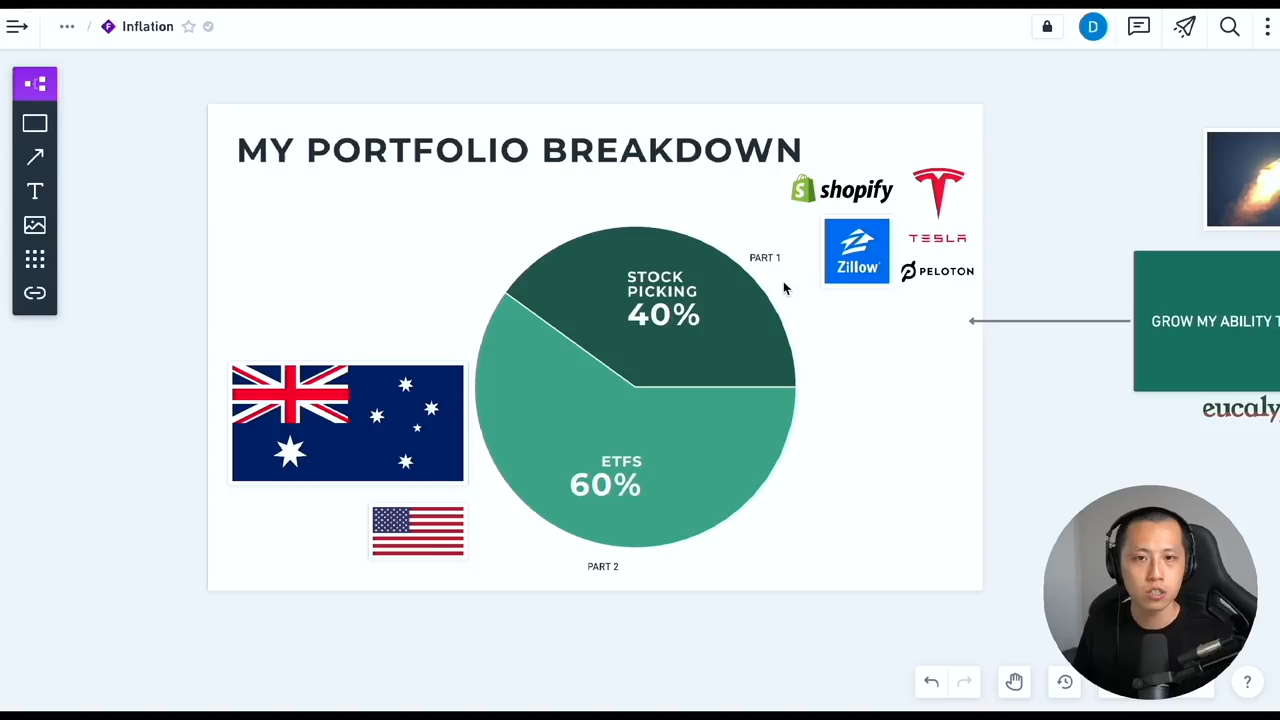 Inflation
D
MY PORTFOLIO BREAKDOWN
shopify
TESLA
Zillow
PELOTON
PART 1
STOCK
PICKING
40%
GROW MY ABILITY T
eucaly
ETFS
60%
PART 2
?